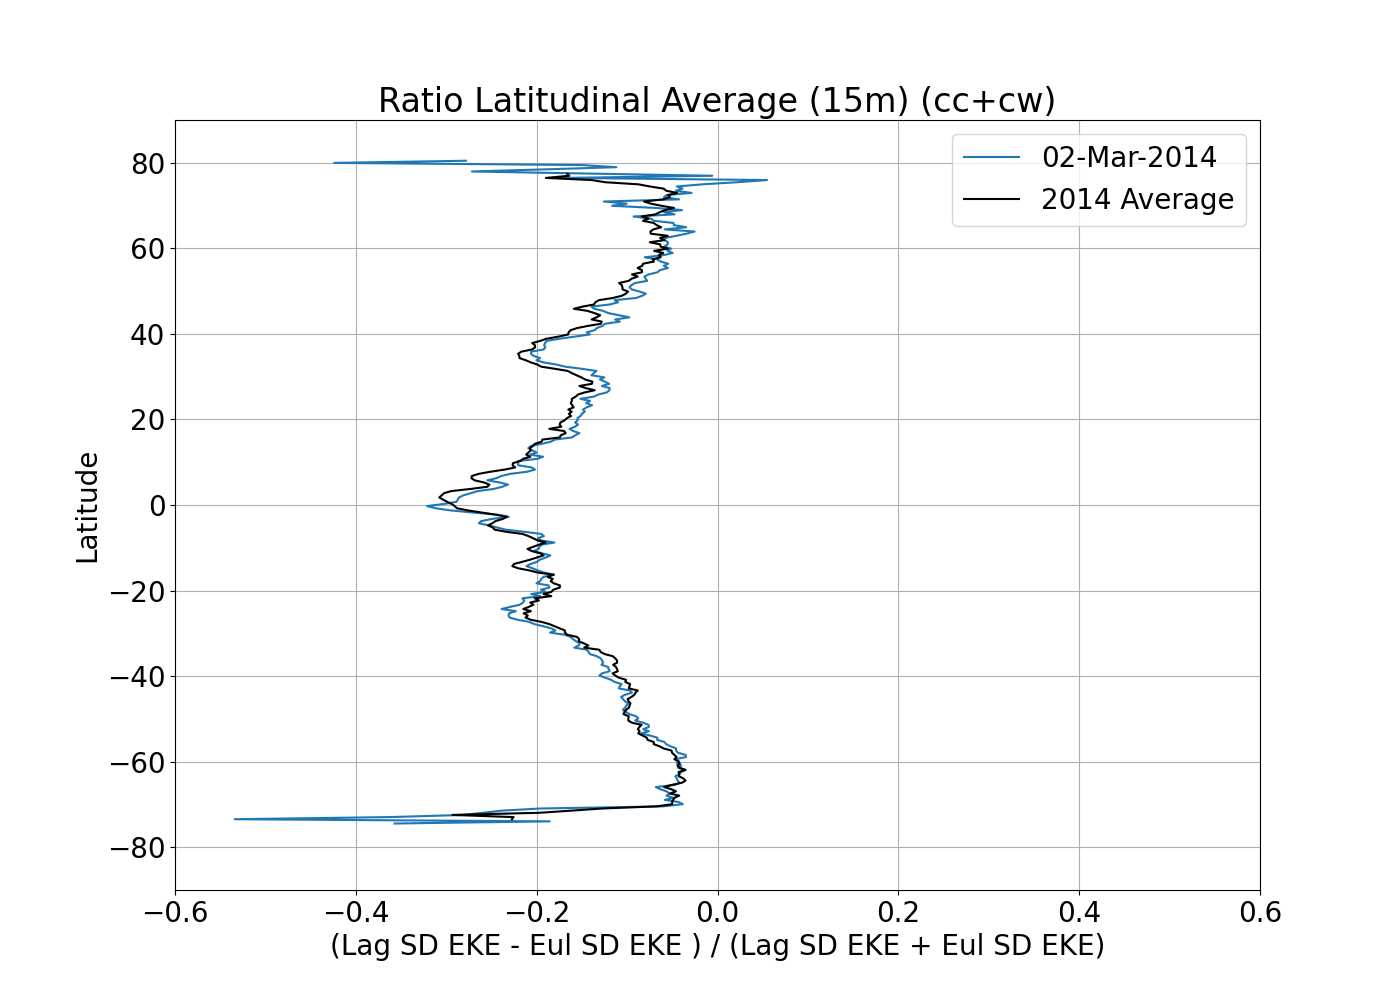 Ratio Latitudinal Average (15m) (cc+cw)
02-Mar-2014
2014 Average
Latitude
80
60
40
20
0
−20
−40
−60
−80
−0.6 −0.4 −0.2 0.0 0.2 0.4 0.6
(Lag SD EKE - Eul SD EKE ) / (Lag SD EKE + Eul SD EKE)